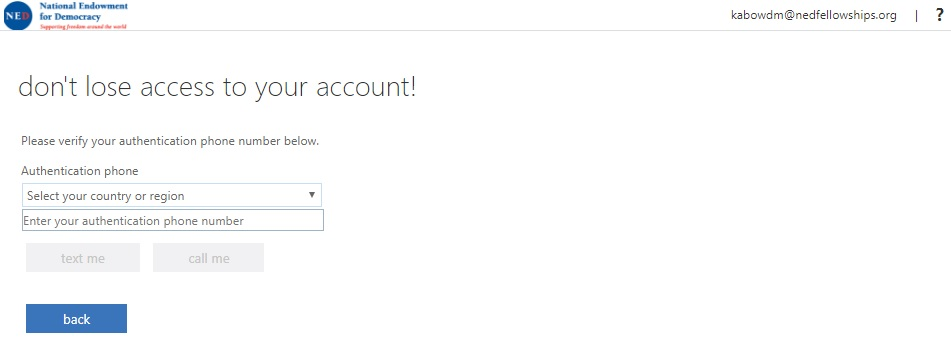 NED
National Endowment
for Democracy
Supporting freedom around the world
kabowdm@nedfellowships.org | ?
don't lose access to your account!
Please verify your authentication phone number below.
Authentication phone
Select your country or region
Enter your authentication phone number
text me
call me
back